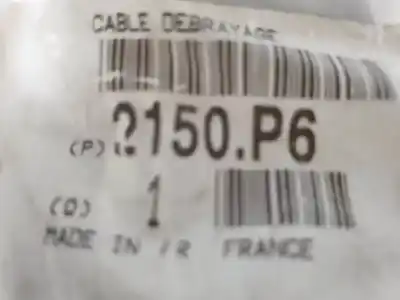 CABLE DEBRAYAGE
(P) 2150.P6
(Q) 1
MADE IN /R FRANCE